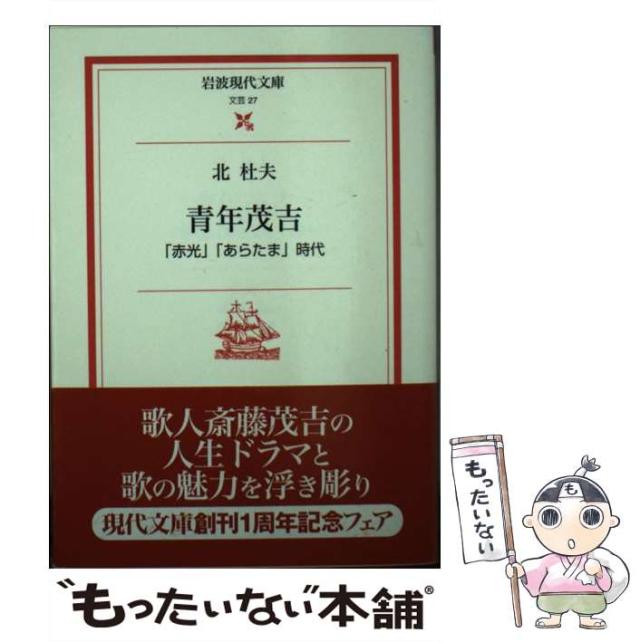 岩波現代文庫
文芸 27
北 杜夫
青年茂吉
「赤光」「あらたま」時代
歌人斎藤茂吉の
人生ドラマと
歌の魅力を浮き彫り
現代文庫創刊1周年記念フェア
も
もったいない
“もったいない”本舗®